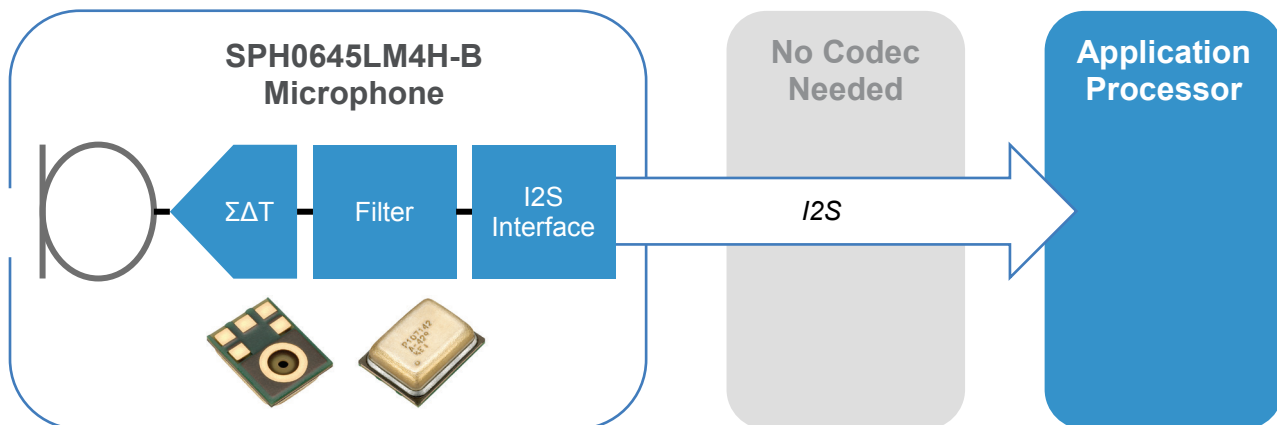 SPH0645LM4H-B
Microphone
No Codec
Needed
Application
Processor
ΣΔT
Filter
I2S
Interface
I2S